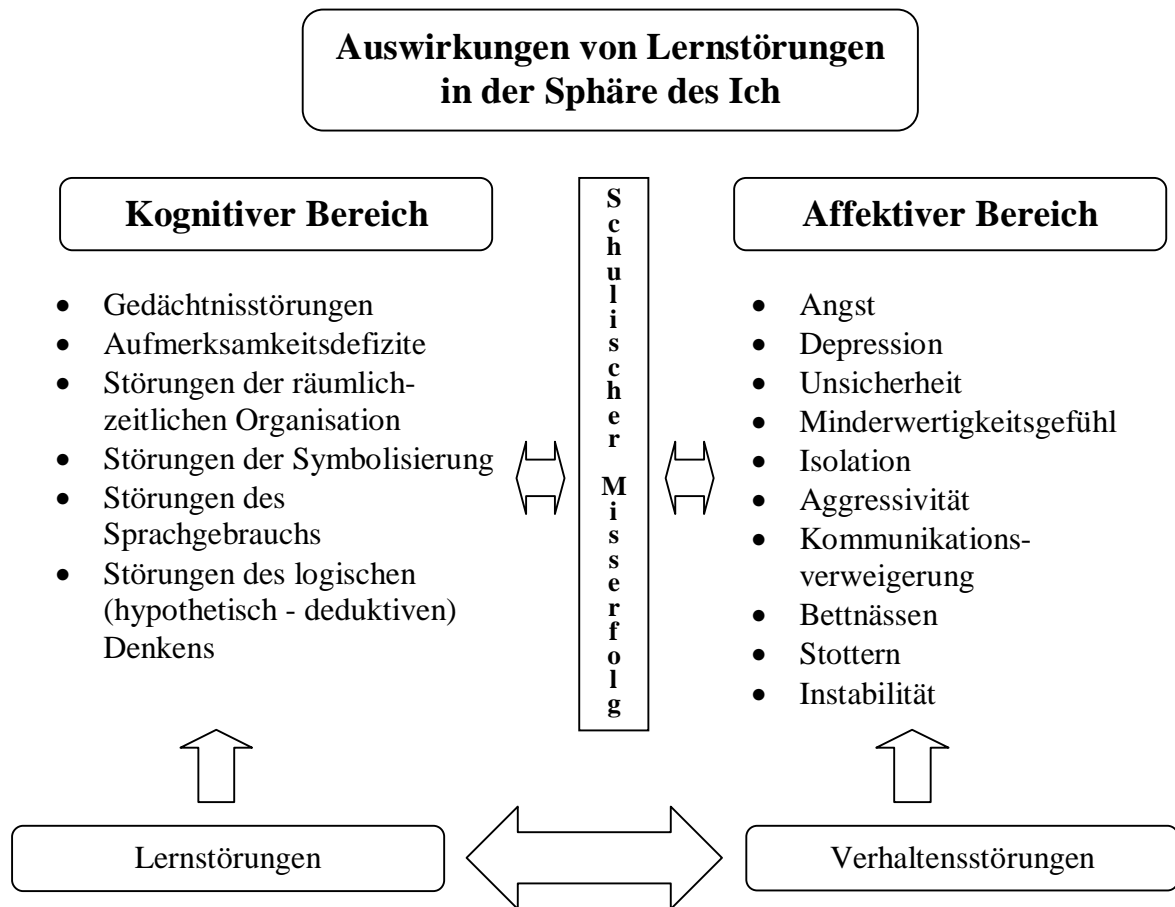 Auswirkungen von Lernstörungen
in der Sphäre des Ich
Kognitiver Bereich
• Gedächtnisstörungen
• Aufmerksamkeitsdefizite
• Störungen der räumlich-
zeitlichen Organisation
• Störungen der Symbolisierung
• Störungen des
Sprachgebrauchs
• Störungen des logischen
(hypothetisch - deduktiven)
Denkens
Schulischer Misserfolg
Affektiver Bereich
• Angst
• Depression
• Unsicherheit
• Minderwertigkeitsgefühl
• Isolation
• Aggressivität
• Kommunikations-
verweigerung
• Bettnässen
• Stottern
• Instabilität
Lernstörungen
Verhaltensstörungen